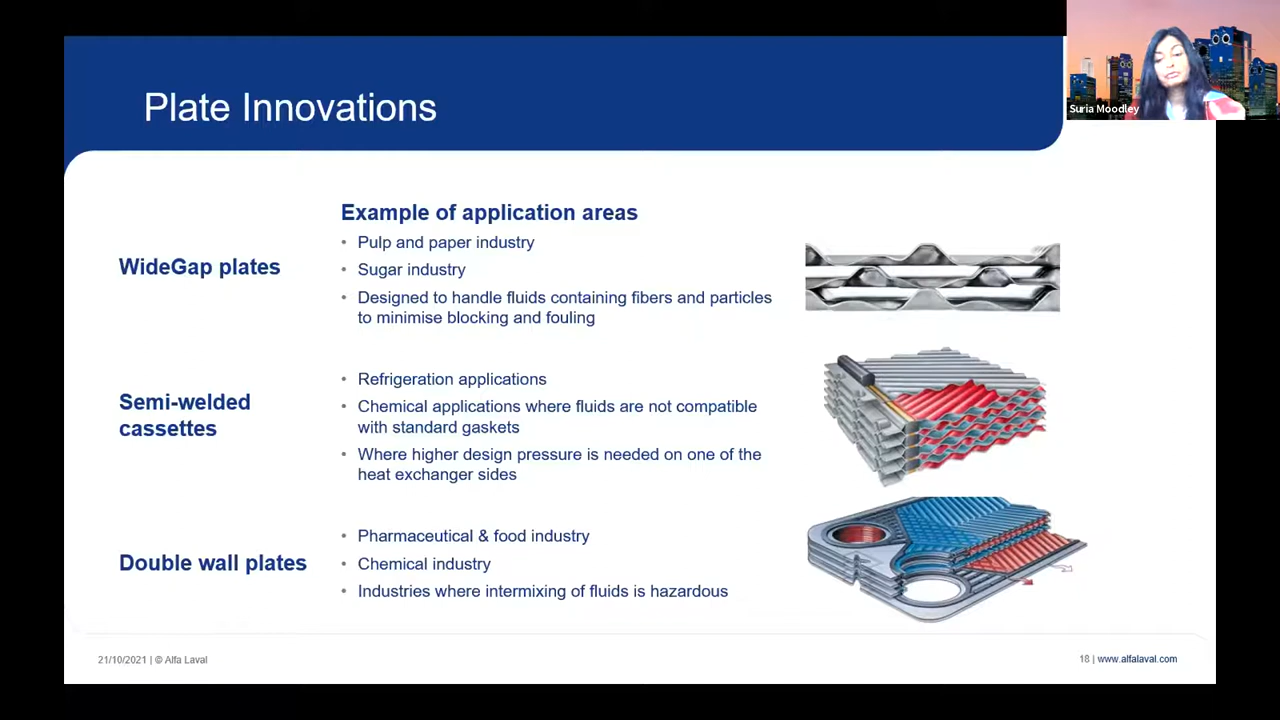 Plate Innovations
Suria Moodley
Example of application areas
WideGap plates
• Pulp and paper industry
• Sugar industry
• Designed to handle fluids containing fibers and particles
to minimise blocking and fouling
Semi-welded
cassettes
• Refrigeration applications
• Chemical applications where fluids are not compatible
with standard gaskets
• Where higher design pressure is needed on one of the
heat exchanger sides
Double wall plates
• Pharmaceutical & food industry
• Chemical industry
• Industries where intermixing of fluids is hazardous
21/10/2021 | © Alfa Laval
18 | www.alfalaval.com